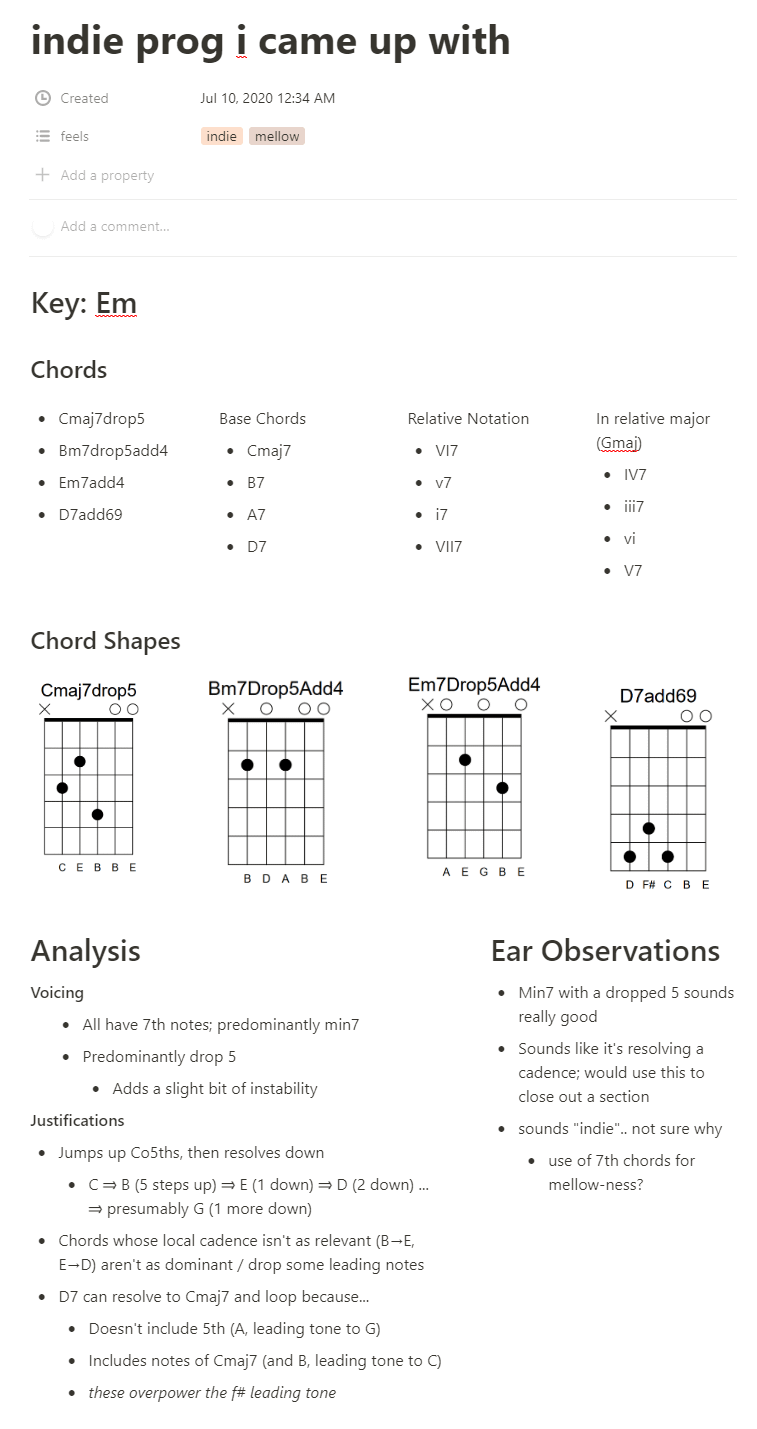 indie prog i came up with
Created
Jul 10, 2020 12:34 AM
feels
indie mellow
Add a property
Add a comment...
Key: Em
Chords
Cmaj7drop5
Bm7drop5add4
Em7add4
D7add69
Base Chords
Cmaj7
B7
A7
D7
Relative Notation
VI7
v7
i7
VII7
In relative major
(Gmaj)
IV7
iii7
vi
V7
Chord Shapes
Cmaj7drop5
C E B B E
Bm7Drop5Add4
B D A B E
Em7Drop5Add4
A E G B E
D7add69
D F# C B E
Analysis
Voicing
All have 7th notes; predominantly min7
Predominantly drop 5
Adds a slight bit of instability
Justifications
Jumps up Co5ths, then resolves down
C ⇒ B (5 steps up) ⇒ E (1 down) ⇒ D (2 down) ...
⇒ presumably G (1 more down)
Chords whose local cadence isn't as relevant (B→E,
E→D) aren't as dominant / drop some leading notes
D7 can resolve to Cmaj7 and loop because...
Doesn't include 5th (A, leading tone to G)
Includes notes of Cmaj7 (and B, leading tone to C)
these overpower the f# leading tone
Ear Observations
Min7 with a dropped 5 sounds
really good
Sounds like it's resolving a
cadence; would use this to
close out a section
sounds "indie".. not sure why
use of 7th chords for
mellow-ness?